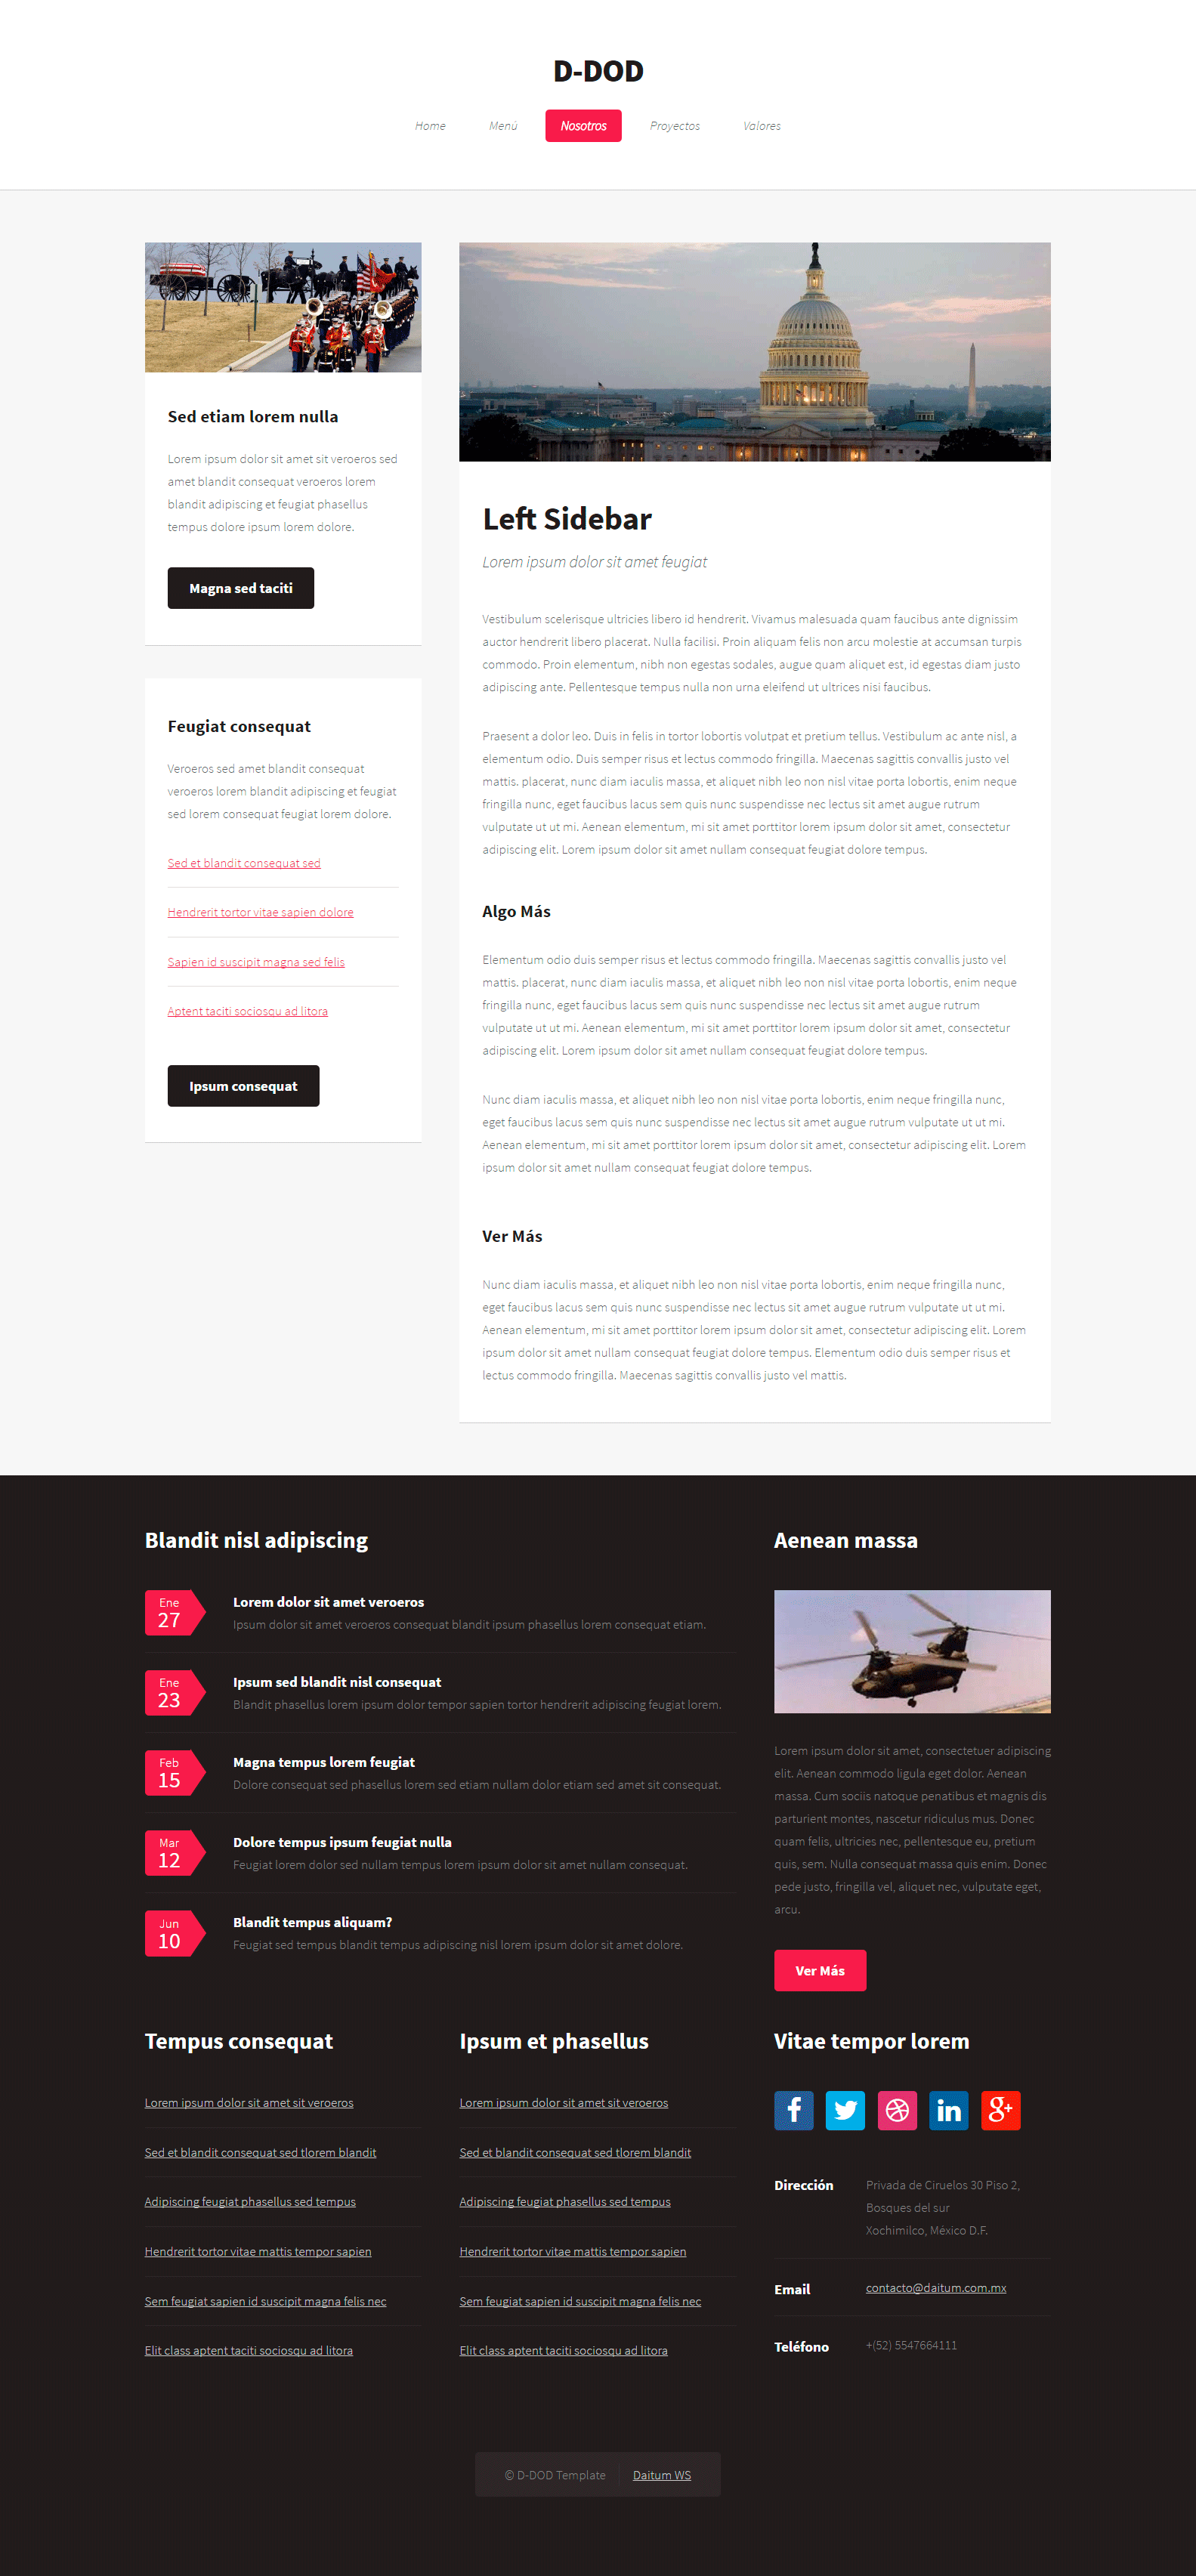 D-DOD
Home Menú Nosotros Proyectos Valores
Sed etiam lorem nulla
Lorem ipsum dolor sit amet sit veroeros sed
amet blandit consequat veroeros lorem
blandit adipiscing et feugiat phasellus
tempus dolore ipsum lorem dolore.
Magna sed taciti
Feugiat consequat
Veroeros sed amet blandit consequat
veroeros lorem blandit adipiscing et feugiat
sed lorem consequat feugiat lorem dolore.
Sed et blandit consequat sed
Hendrerit tortor vitae sapien dolore
Sapien id suscipit magna sed felis
Aptent taciti sociosqu ad litora
Ipsum consequat
Left Sidebar
Lorem ipsum dolor sit amet feugiat
Vestibulum scelerisque ultricies libero id hendrerit. Vivamus malesuada quam faucibus ante dignissim
auctor hendrerit libero placerat. Nulla facilisi. Proin aliquam felis non arcu molestie at accumsan turpis
commodo. Proin elementum, nibh non egestas sodales, augue quam aliquet est, id egestas diam justo
adipiscing ante. Pellentesque tempus nulla non urna eleifend ut ultrices nisi faucibus.
Praesent a dolor leo. Duis in felis in tortor lobortis volutpat et pretium tellus. Vestibulum ac ante nisl, a
elementum odio. Duis semper risus et lectus commodo fringilla. Maecenas sagittis convallis justo vel
mattis. placerat, nunc diam iaculis massa, et aliquet nibh leo non nisl vitae porta lobortis, enim neque
fringilla nunc, eget faucibus lacus sem quis nunc suspendisse nec lectus sit amet augue rutrum
vulputate ut ut mi. Aenean elementum, mi sit amet porttitor lorem ipsum dolor sit amet, consectetur
adipiscing elit. Lorem ipsum dolor sit amet nullam consequat feugiat dolore tempus.
Algo Más
Elementum odio duis semper risus et lectus commodo fringilla. Maecenas sagittis convallis justo vel
mattis. placerat, nunc diam iaculis massa, et aliquet nibh leo non nisl vitae porta lobortis, enim neque
fringilla nunc, eget faucibus lacus sem quis nunc suspendisse nec lectus sit amet augue rutrum
vulputate ut ut mi. Aenean elementum, mi sit amet porttitor lorem ipsum dolor sit amet, consectetur
adipiscing elit. Lorem ipsum dolor sit amet nullam consequat feugiat dolore tempus.
Nunc diam iaculis massa, et aliquet nibh leo non nisl vitae porta lobortis, enim neque fringilla nunc,
eget faucibus lacus sem quis nunc suspendisse nec lectus sit amet augue rutrum vulputate ut ut mi.
Aenean elementum, mi sit amet porttitor lorem ipsum dolor sit amet, consectetur adipiscing elit. Lorem
ipsum dolor sit amet nullam consequat feugiat dolore tempus.
Ver Más
Nunc diam iaculis massa, et aliquet nibh leo non nisl vitae porta lobortis, enim neque fringilla nunc,
eget faucibus lacus sem quis nunc suspendisse nec lectus sit amet augue rutrum vulputate ut ut mi.
Aenean elementum, mi sit amet porttitor lorem ipsum dolor sit amet, consectetur adipiscing elit. Lorem
ipsum dolor sit amet nullam consequat feugiat dolore tempus. Elementum odio duis semper risus et
lectus commodo fringilla. Maecenas sagittis convallis justo vel mattis.
Blandit nisl adipiscing
Ene
27
Lorem dolor sit amet veroeros
Ipsum dolor sit amet veroeros consequat blandit ipsum phasellus lorem consequat etiam.
Ene
23
Ipsum sed blandit nisl consequat
Blandit phasellus lorem ipsum dolor tempor sapien tortor hendrerit adipiscing feugiat lorem.
Feb
15
Magna tempus lorem feugiat
Dolore consequat sed phasellus lorem sed etiam nullam dolor etiam sed amet sit consequat.
Mar
12
Dolore tempus ipsum feugiat nulla
Feugiat lorem dolor sed nullam tempus lorem ipsum dolor sit amet nullam consequat.
Jun
10
Blandit tempus aliquam?
Feugiat sed tempus blandit tempus adipiscing nisl lorem ipsum dolor sit amet dolore.
Aenean massa
Lorem ipsum dolor sit amet, consectetuer adipiscing
elit. Aenean commodo ligula eget dolor. Aenean
massa. Cum sociis natoque penatibus et magnis dis
parturient montes, nascetur ridiculus mus. Donec
quam felis, ultricies nec, pellentesque eu, pretium
quis, sem. Nulla consequat massa quis enim. Donec
pede justo, fringilla vel, aliquet nec, vulputate eget,
arcu.
Ver Más
Tempus consequat
Lorem ipsum dolor sit amet sit veroeros
Sed et blandit consequat sed tlorem blandit
Adipiscing feugiat phasellus sed tempus
Hendrerit tortor vitae mattis tempor sapien
Sem feugiat sapien id suscipit magna felis nec
Elit class aptent taciti sociosqu ad litora
Ipsum et phasellus
Lorem ipsum dolor sit amet sit veroeros
Sed et blandit consequat sed tlorem blandit
Adipiscing feugiat phasellus sed tempus
Hendrerit tortor vitae mattis tempor sapien
Sem feugiat sapien id suscipit magna felis nec
Elit class aptent taciti sociosqu ad litora
Vitae tempor lorem
Dirección
Privada de Ciruelos 30 Piso 2,
Bosques del sur
Xochimilco, México D.F.
Email
contacto@daitum.com.mx
Teléfono
+(52) 5547664111
© D-DOD Template Daitum WS